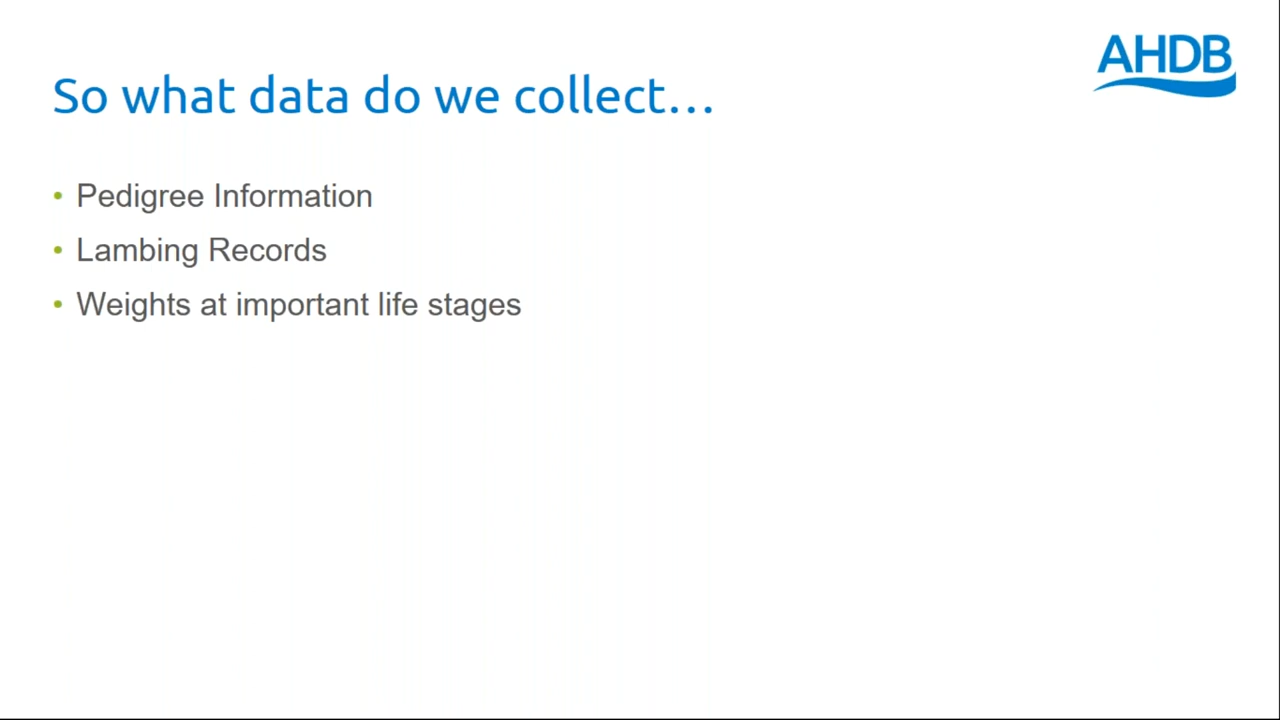 AHDB
So what data do we collect…
• Pedigree Information
• Lambing Records
• Weights at important life stages